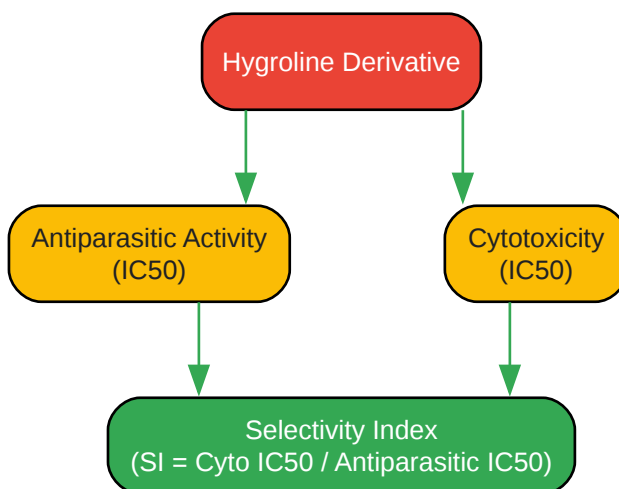 Hygroline Derivative
Antiparasitic Activity
(IC50)
Cytotoxicity
(IC50)
Selectivity Index
(SI = Cyto IC50 / Antiparasitic IC50)